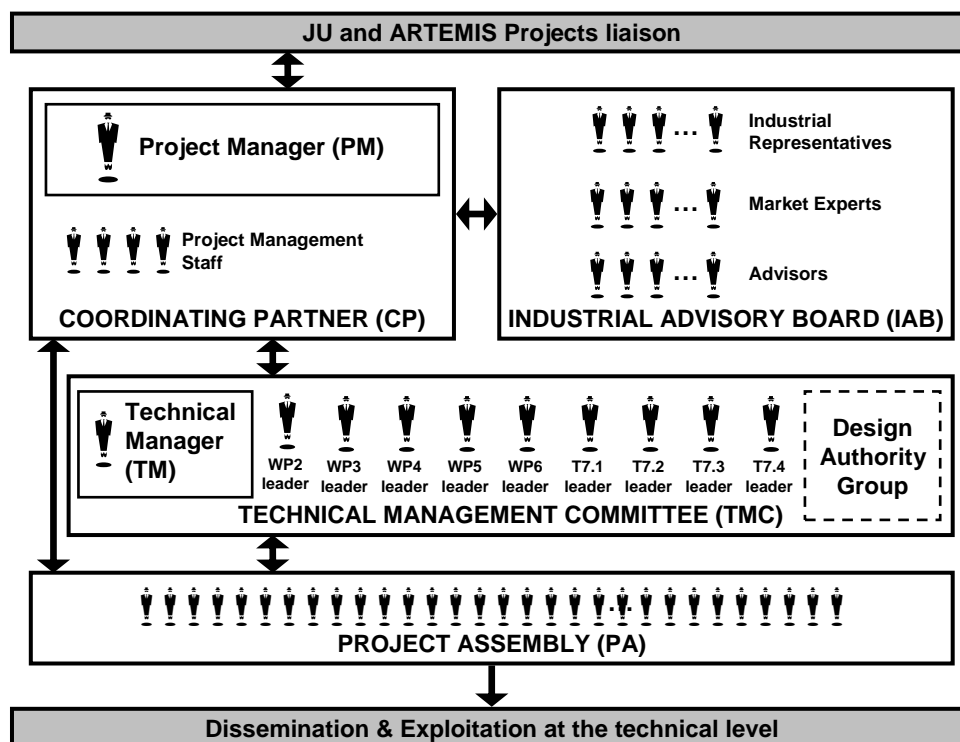 JU and ARTEMIS Projects liaison
Project Manager (PM)
Project Management
Staff
COORDINATING PARTNER (CP)
...
Industrial
Representatives
...
Market Experts
...
Advisors
INDUSTRIAL ADVISORY BOARD (IAB)
Technical
Manager
(TM)
WP2
leader
WP3
leader
WP4
leader
WP5
leader
WP6
leader
T7.1
leader
T7.2
leader
T7.3
leader
T7.4
leader
Design
Authority
Group
TECHNICAL MANAGEMENT COMMITTEE (TMC)
...
PROJECT ASSEMBLY (PA)
Dissemination & Exploitation at the technical level